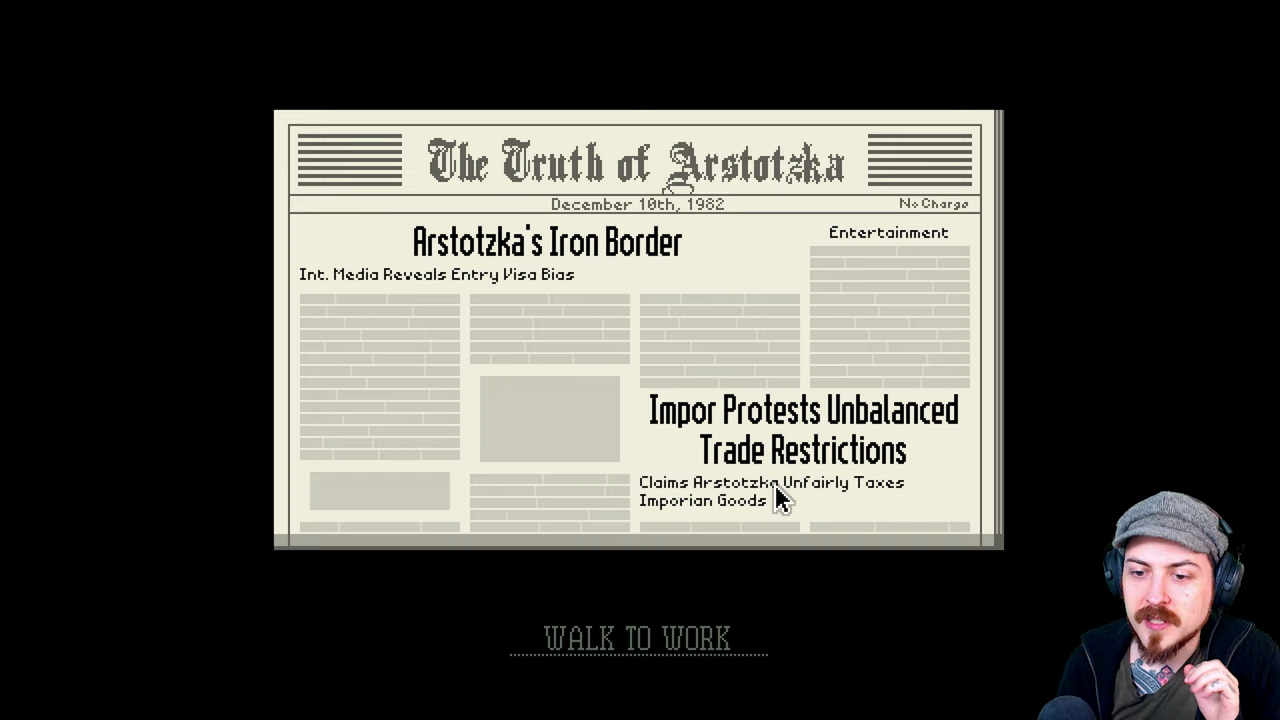 The Truth of Arstotzka
December 10th, 1982
No Charge
Arstotzka's Iron Border
Int. Media Reveals Entry Visa Bias
Entertainment
Impor Protests Unbalanced
Trade Restrictions
Claims Arstotzka Unfairly Taxes
Imporian Goods
WALK TO WORK